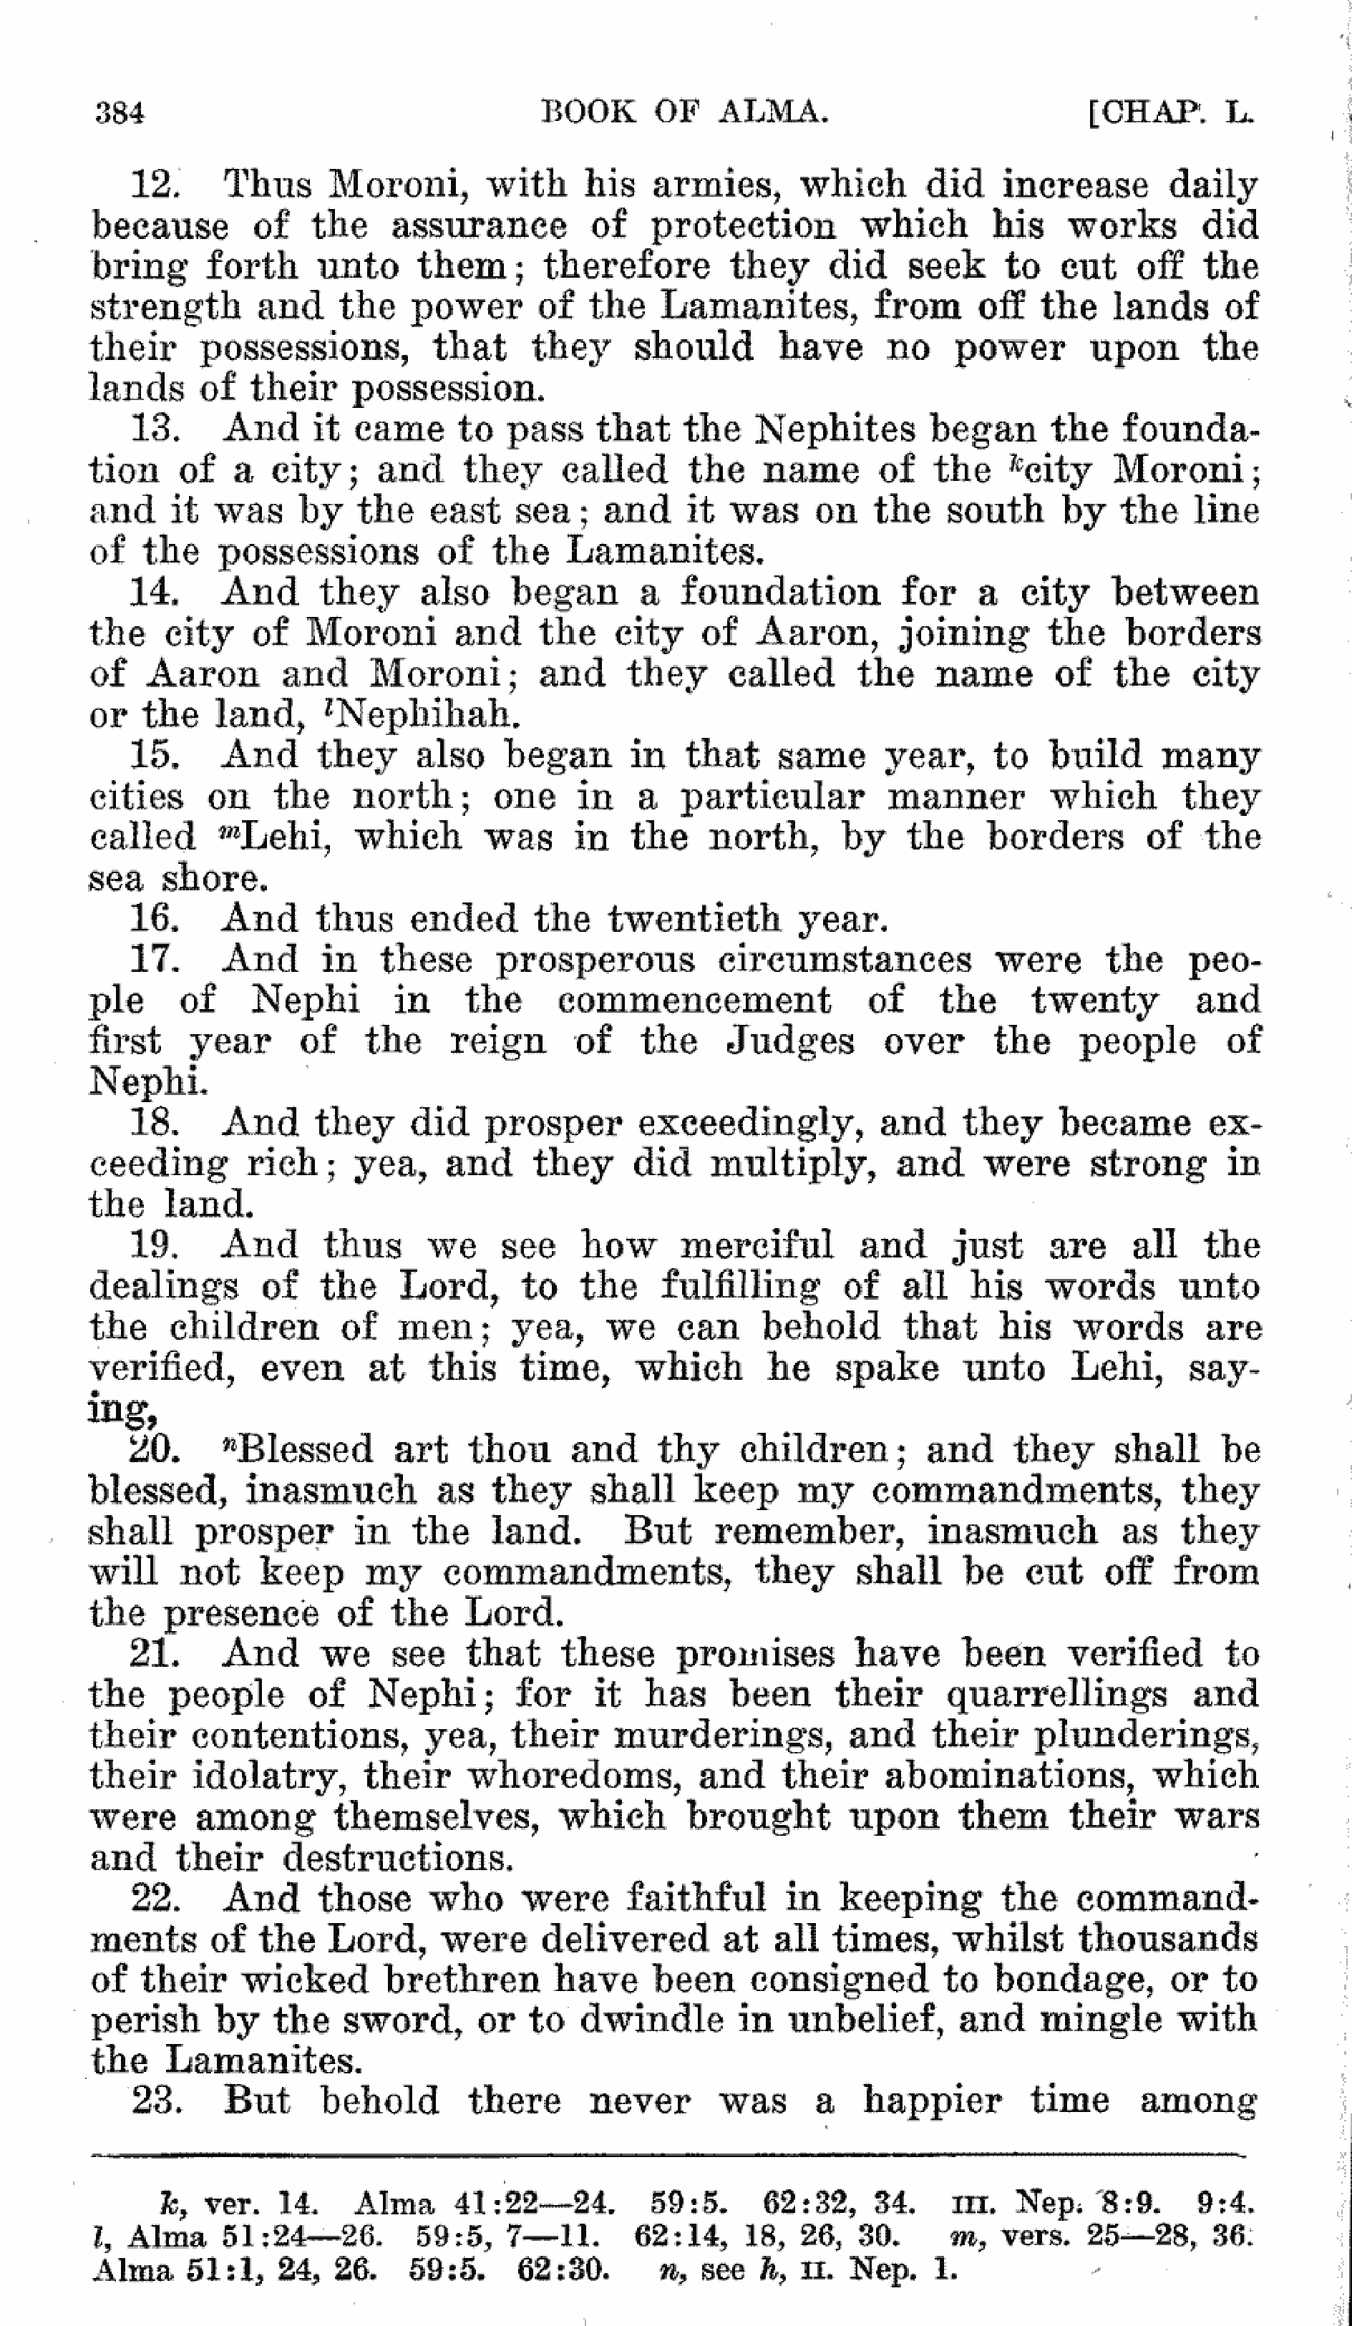 384 BOOK OF ALMA. [CHAP. L.
12. Thus Moroni, with his armies, which did increase daily
because of the assurance of protection which his works did
bring forth unto them; therefore they did seek to cut off the
strength and the power of the Lamanites, from off the lands of
their possessions, that they should have no power upon the
lands of their possession.
13. And it came to pass that the Nephites began the founda-
tion of a city; and they called the name of the kcity Moroni;
and it was by the east sea; and it was on the south by the line
of the possessions of the Lamanites.
14. And they also began a foundation for a city between
the city of Moroni and the city of Aaron, joining the borders
of Aaron and Moroni; and they called the name of the city
or the land, lNephihah.
15. And they also began in that same year, to build many
cities on the north; one in a particular manner which they
called mLehi, which was in the north, by the borders of the
sea shore.
16. And thus ended the twentieth year.
17. And in these prosperous circumstances were the peo-
ple of Nephi in the commencement of the twenty and
first year of the reign of the Judges over the people of
Nephi.
18. And they did prosper exceedingly, and they became ex-
ceeding rich; yea, and they did multiply, and were strong in
the land.
19. And thus we see how merciful and just are all the
dealings of the Lord, to the fulfilling of all his words unto
the children of men; yea, we can behold that his words are
verified, even at this time, which he spake unto Lehi, say-
ing,
20. nBlessed art thou and thy children; and they shall be
blessed, inasmuch as they shall keep my commandments, they
shall prosper in the land. But remember, inasmuch as they
will not keep my commandments, they shall be cut off from
the presence of the Lord.
21. And we see that these promises have been verified to
the people of Nephi; for it has been their quarrellings and
their contentions, yea, their murderings, and their plunderings,
their idolatry, their whoredoms, and their abominations, which
were among themselves, which brought upon them their wars
and their destructions.
22. And those who were faithful in keeping the command-
ments of the Lord, were delivered at all times, whilst thousands
of their wicked brethren have been consigned to bondage, or to
perish by the sword, or to dwindle in unbelief, and mingle with
the Lamanites.
23. But behold there never was a happier time among
k, ver. 14. Alma 41:22—24. 59:5. 62:32, 34. III. Nep. 8:9. 9:4.
l, Alma 51:24—26. 59:5, 7—11. 62:14, 18, 26, 30. m, vers. 25—28, 36.
Alma 51:1, 24, 26. 59:5. 62:30. n, see h, II. Nep. 1.